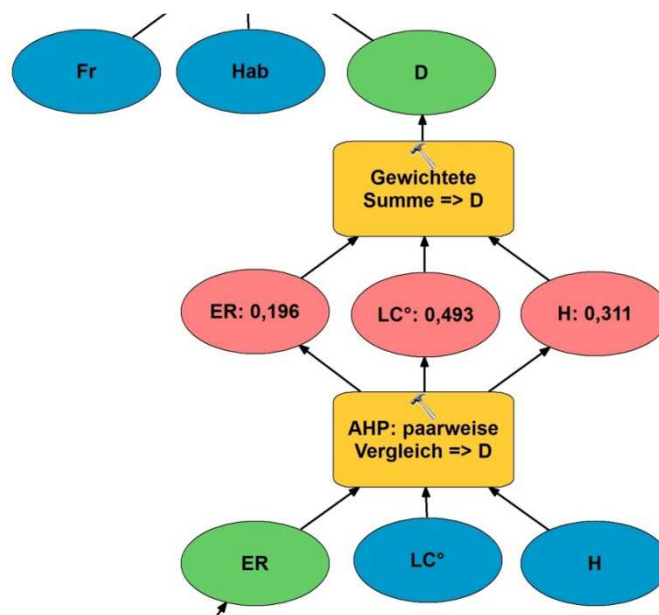 Fr
Hab
D
Gewichtete
Summe => D
ER: 0,196
LC°: 0,493
H: 0,311
AHP: paarweise
Vergleich => D
ER
LC°
H